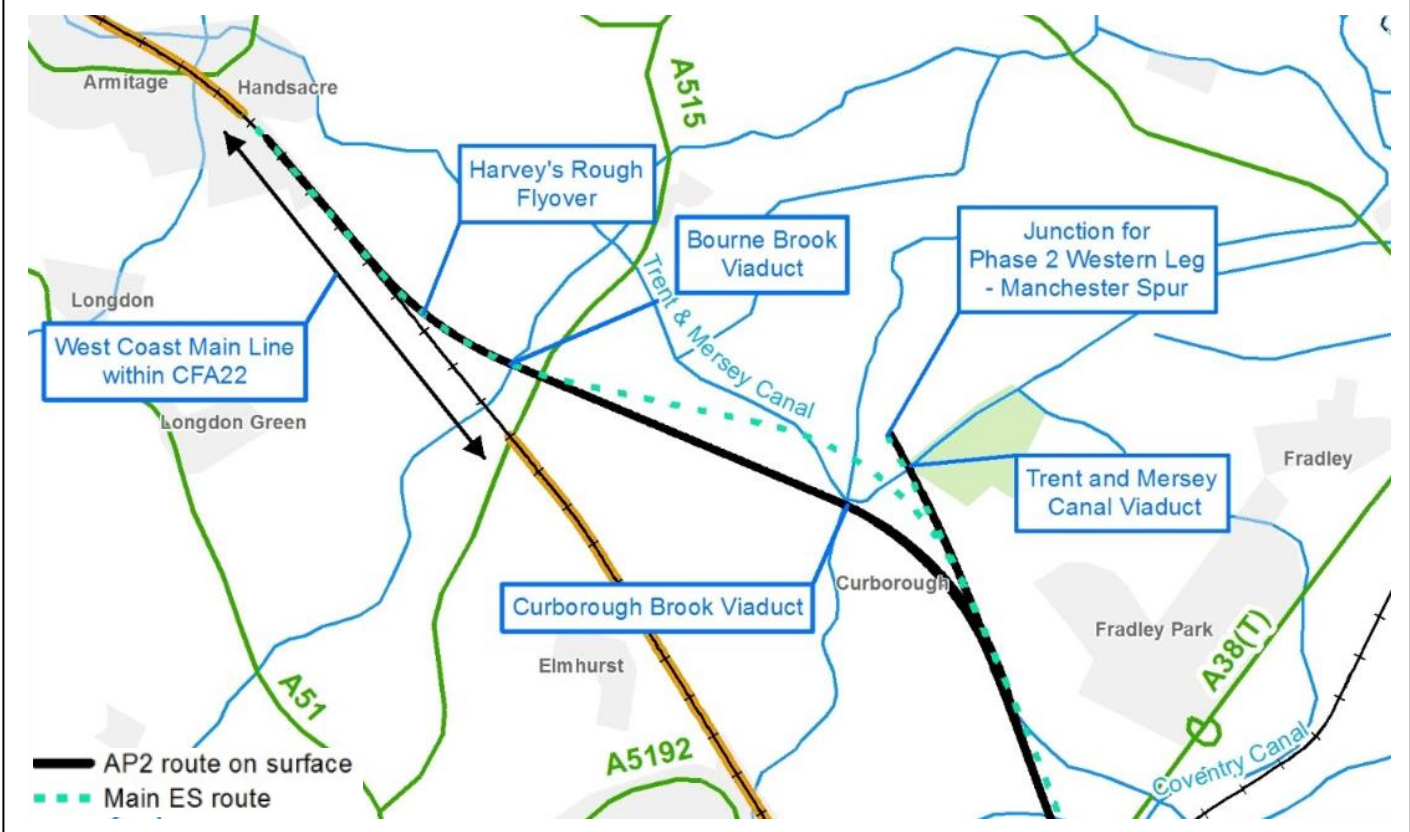 Armitage
Handsacre
A515
Harvey's Rough
Flyover
Bourne Brook
Viaduct
Junction for
Phase 2 Western Leg
- Manchester Spur
Longdon
Trent & Mersey Canal
West Coast Main Line
within CFA22
Longdon Green
Fradley
Trent and Mersey
Canal Viaduct
Curborough
Curborough Brook Viaduct
Fradley Park
A38(T)
Elmhurst
A51
A5192
Coventry Canal
AP2 route on surface
Main ES route